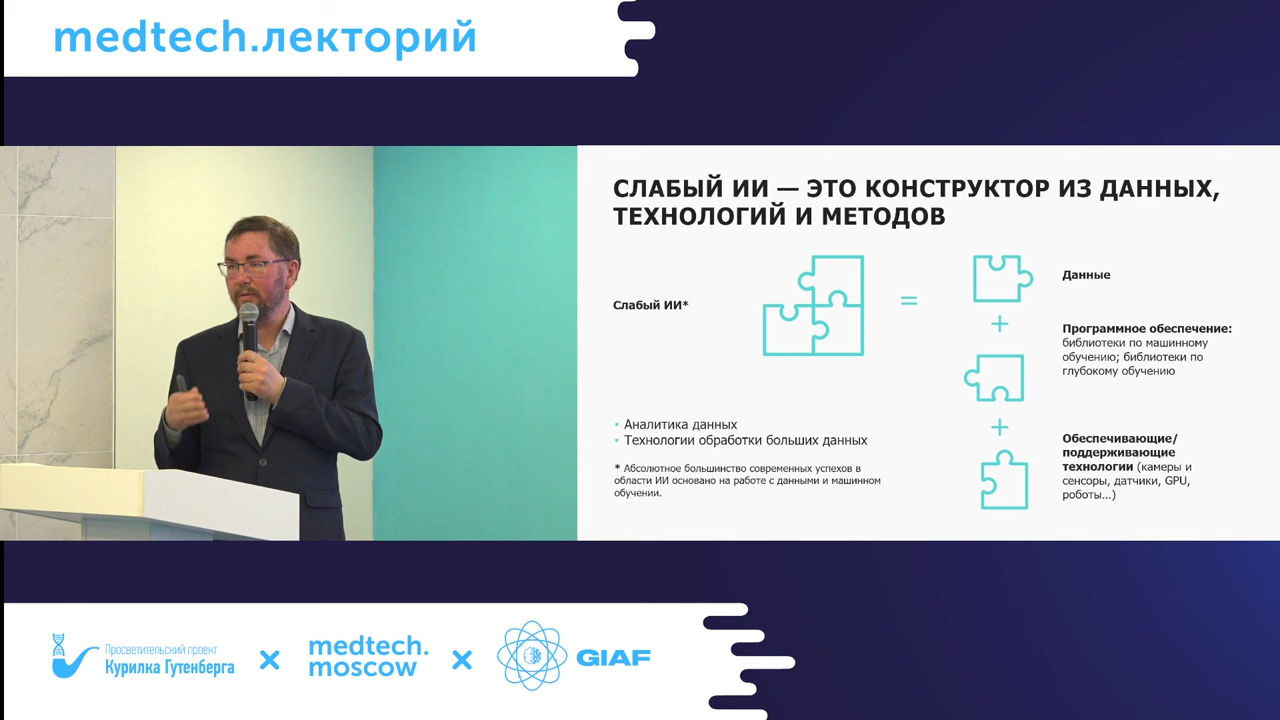 medtech.лекторий
СЛАБЫЙ ИИ — ЭТО КОНСТРУКТОР ИЗ ДАННЫХ,
ТЕХНОЛОГИЙ И МЕТОДОВ
Слабый ИИ*
=
Данные
+
Программное обеспечение:
библиотеки по машинному
обучению; библиотеки по
глубокому обучению
+
Обеспечивающие/
поддерживающие
технологии (камеры и
сенсоры, датчики, GPU,
роботы...)
• Аналитика данных
• Технологии обработки больших данных
* Абсолютное большинство современных успехов в
области ИИ основано на работе с данными и машинном
обучении.
Просветительский проект
Курилка Гутенберга
×
medtech.
moscow
×
GIAF